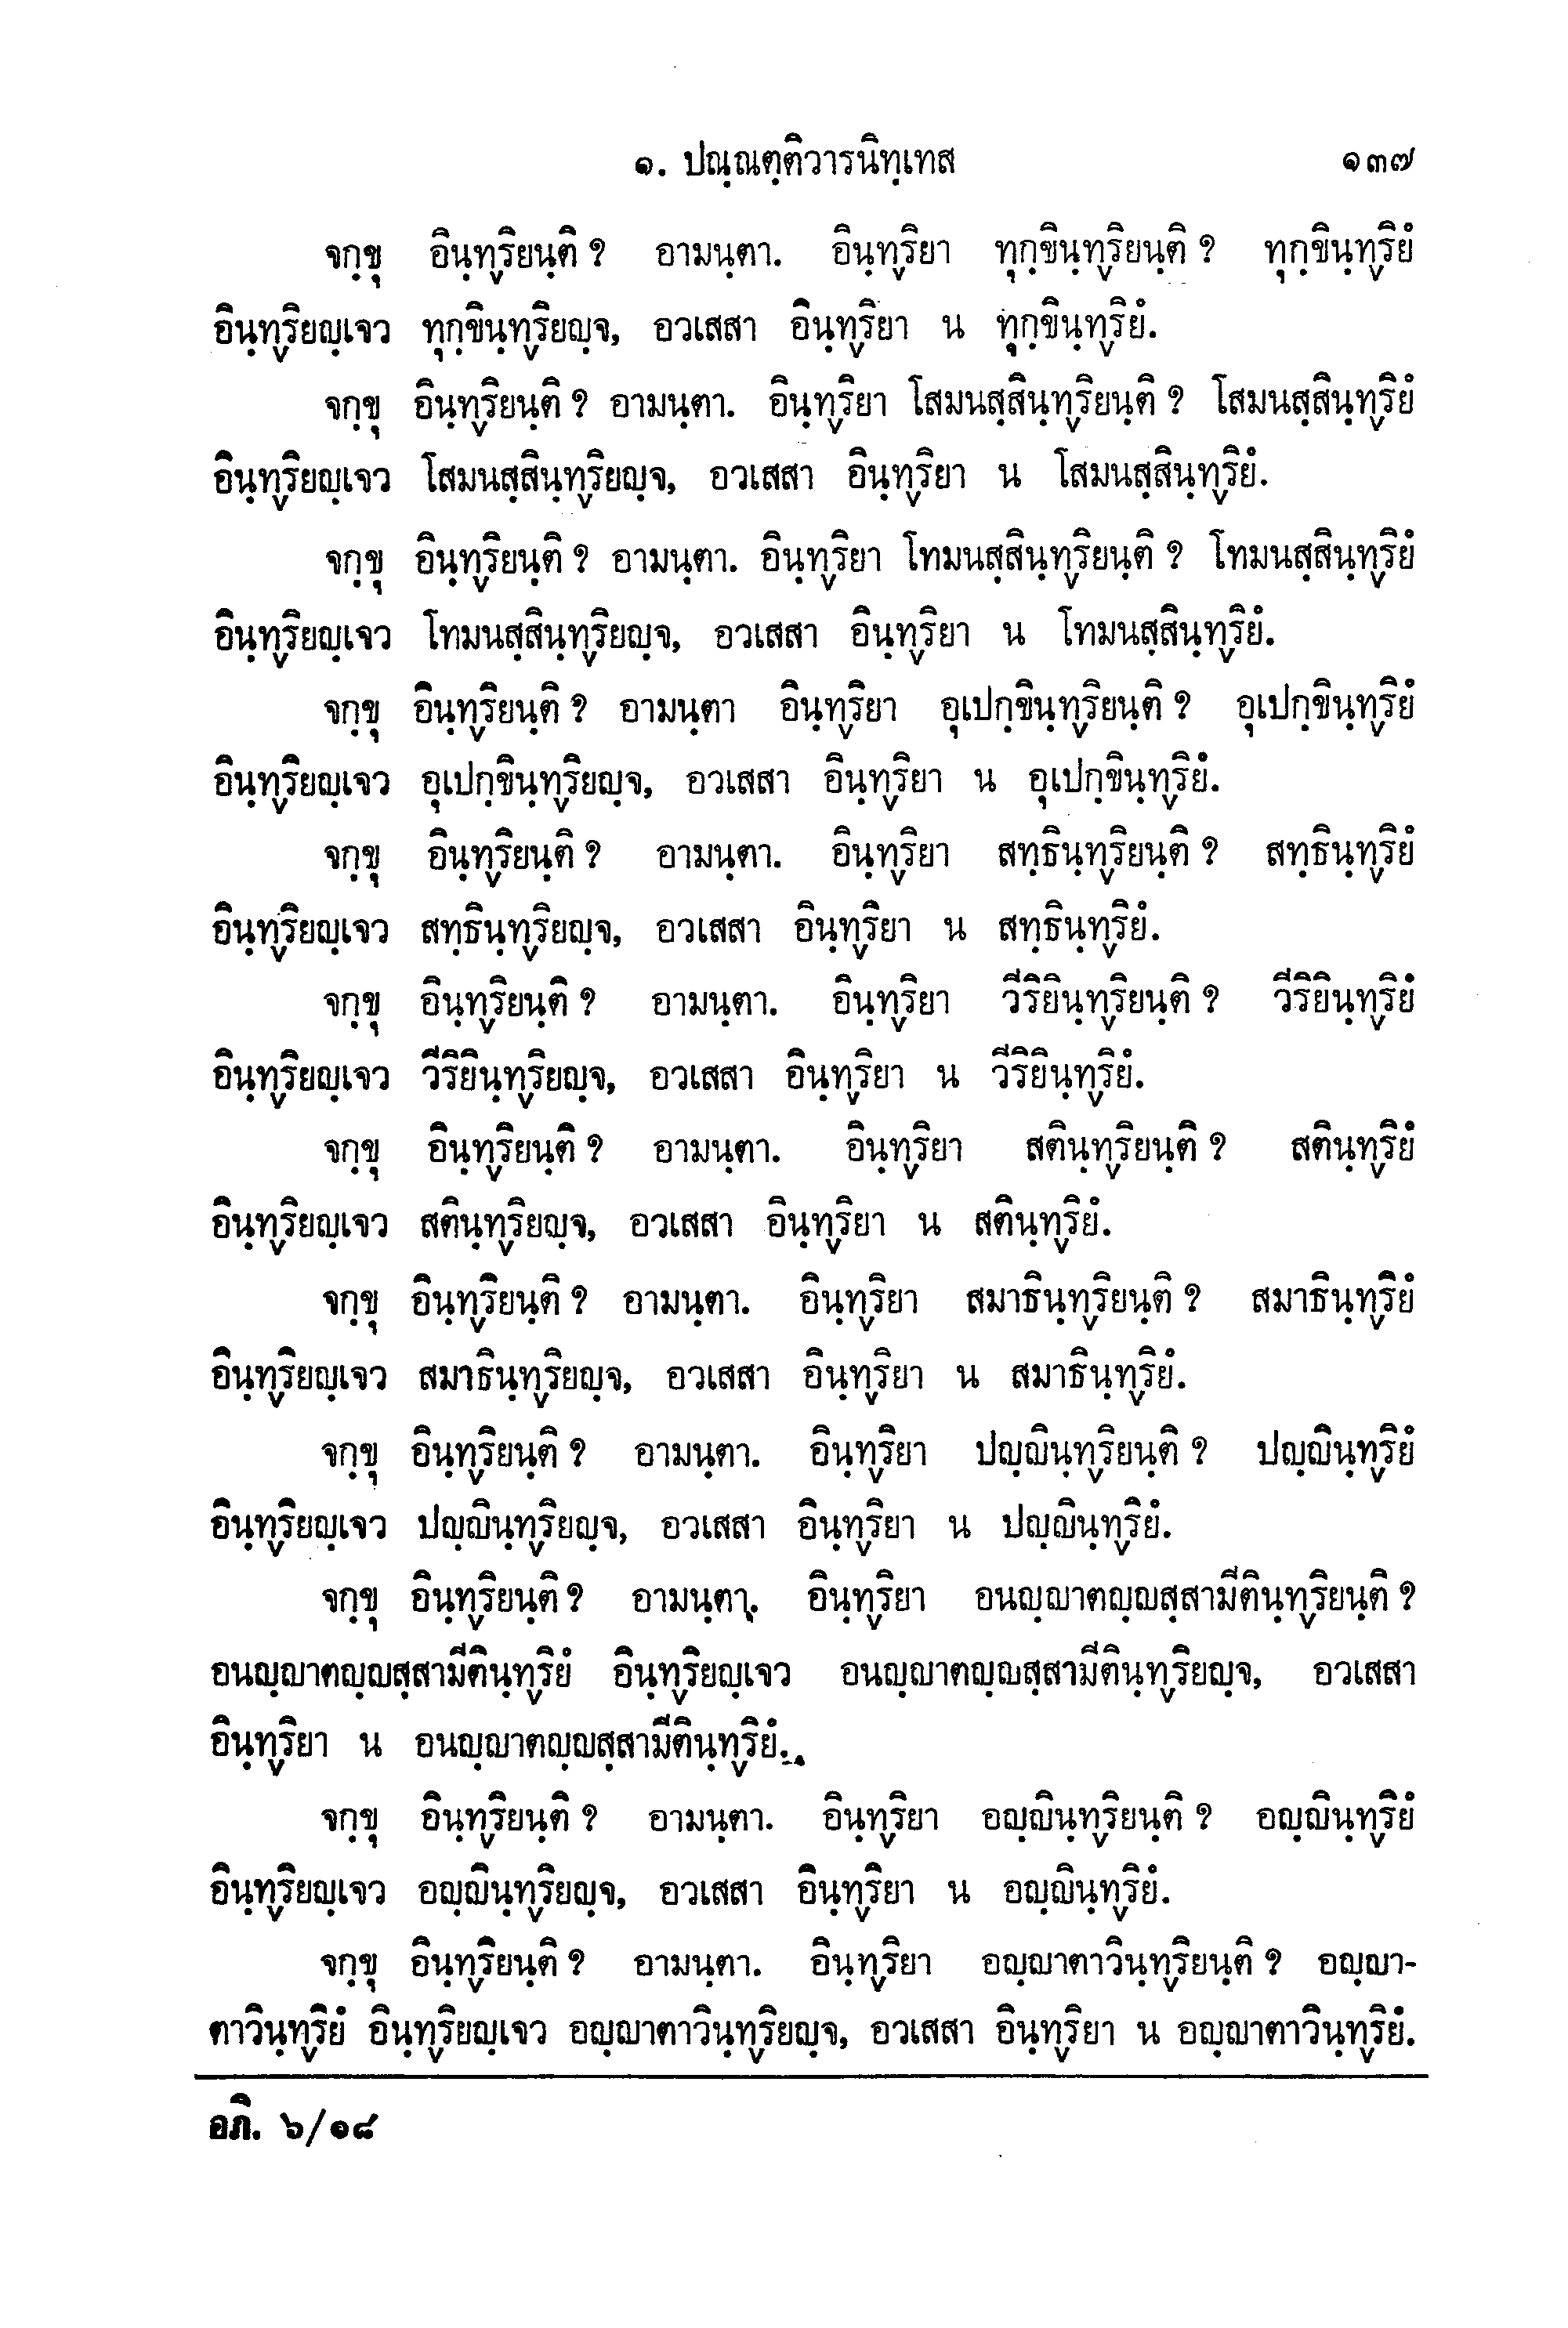 ๑. ปณฺณตฺติวารนิทฺเทส ๑๓๗
จกฺขุ อินฺทฺริยนฺติ ? อามนฺตา. อินฺทฺริยา ทุกฺขินฺทฺริยนฺติ ? ทุกฺขินฺทฺริยํ
อินฺทฺริยญฺเจว ทุกฺขินฺทฺริยญฺจ, อวเสสา อินฺทฺริยา น ทุกฺขินฺทฺริยํ.
จกฺขุ อินฺทฺริยนฺติ ? อามนฺตา. อินฺทฺริยา โสมนสฺสินฺทฺริยนฺติ ? โสมนสฺสินฺทฺริยํ
อินฺทฺริยญฺเจว โสมนสฺสินฺทฺริยญฺจ, อวเสสา อินฺทฺริยา น โสมนสฺสินฺทฺริยํ.
จกฺขุ อินฺทฺริยนฺติ ? อามนฺตา. อินฺทฺริยา โทมนสฺสินฺทฺริยนฺติ ? โทมนสฺสินฺทฺริยํ
อินฺทฺริยญฺเจว โทมนสฺสินฺทฺริยญฺจ, อวเสสา อินฺทฺริยา น โทมนสฺสินฺทฺริยํ.
จกฺขุ อินฺทฺริยนฺติ ? อามนฺตา อินฺทฺริยา อุเปกฺขินฺทฺริยนฺติ ? อุเปกฺขินฺทฺริยํ
อินฺทฺริยญฺเจว อุเปกฺขินฺทฺริยญฺจ, อวเสสา อินฺทฺริยา น อุเปกฺขินฺทฺริยํ.
จกฺขุ อินฺทฺริยนฺติ ? อามนฺตา. อินฺทฺริยา สทฺธินฺทฺริยนฺติ ? สทฺธินฺทฺริยํ
อินฺทฺริยญฺเจว สทฺธินฺทฺริยญฺจ, อวเสสา อินฺทฺริยา น สทฺธินฺทฺริยํ.
จกฺขุ อินฺทฺริยนฺติ ? อามนฺตา. อินฺทฺริยา วีริยินฺทฺริยนฺติ ? วีริยินฺทฺริยํ
อินฺทฺริยญฺเจว วีริยินฺทฺริยญฺจ, อวเสสา อินฺทฺริยา น วีริยินฺทฺริยํ.
จกฺขุ อินฺทฺริยนฺติ ? อามนฺตา. อินฺทฺริยา สตินฺทฺริยนฺติ ? สตินฺทฺริยํ
อินฺทฺริยญฺเจว สตินฺทฺริยญฺจ, อวเสสา อินฺทฺริยา น สตินฺทฺริยํ.
จกฺขุ อินฺทฺริยนฺติ ? อามนฺตา. อินฺทฺริยา สมาธินฺทฺริยนฺติ ? สมาธินฺทฺริยํ
อินฺทฺริยญฺเจว สมาธินฺทฺริยญฺจ, อวเสสา อินฺทฺริยา น สมาธินฺทฺริยํ.
จกฺขุ อินฺทฺริยนฺติ ? อามนฺตา. อินฺทฺริยา ปญฺญินฺทฺริยนฺติ ? ปญฺญินฺทฺริยํ
อินฺทฺริยญฺเจว ปญฺญินฺทฺริยญฺจ, อวเสสา อินฺทฺริยา น ปญฺญินฺทฺริยํ.
จกฺขุ อินฺทฺริยนฺติ ? อามนฺตา. อินฺทฺริยา อนญฺญาตญฺญสฺสามีตินฺทฺริยนฺติ ?
อนญฺญาตญฺญสฺสามีตินฺทฺริยํ อินฺทฺริยญฺเจว อนญฺญาตญฺญสฺสามีตินฺทฺริยญฺจ, อวเสสา
อินฺทฺริยา น อนญฺญาตญฺญสฺสามีตินฺทฺริยํ.
จกฺขุ อินฺทฺริยนฺติ ? อามนฺตา. อินฺทฺริยา อญฺญินฺทฺริยนฺติ ? อญฺญินฺทฺริยํ
อินฺทฺริยญฺเจว อญฺญินฺทฺริยญฺจ, อวเสสา อินฺทฺริยา น อญฺญินฺทฺริยํ.
จกฺขุ อินฺทฺริยนฺติ ? อามนฺตา. อินฺทฺริยา อญฺญาตาวินฺทฺริยนฺติ ? อญฺญา-
ตาวินฺทฺริยํ อินฺทฺริยญฺเจว อญฺญาตาวินฺทฺริยญฺจ, อวเสสา อินฺทฺริยา น อญฺญาตาวินฺทฺริยํ.
อภิ. ๖/๑๘